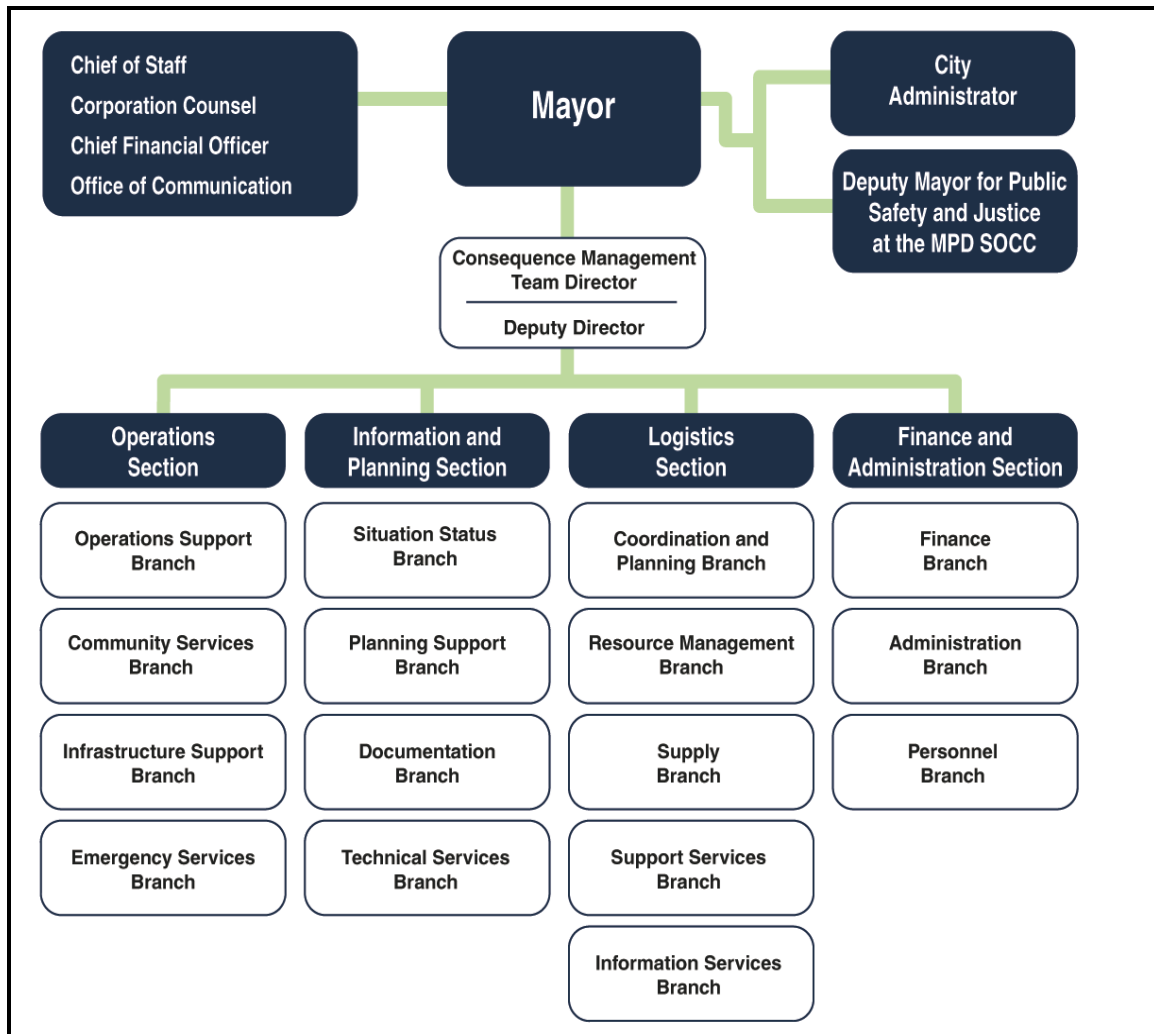 Chief of Staff
Corporation Counsel
Chief Financial Officer
Office of Communication
Mayor
City
Administrator
Deputy Mayor for Public
Safety and Justice
at the MPD SOCC
Consequence Management
Team Director
Deputy Director
Operations
Section
Operations Support
Branch
Community Services
Branch
Infrastructure Support
Branch
Emergency Services
Branch
Information and
Planning Section
Situation Status
Branch
Planning Support
Branch
Documentation
Branch
Technical Services
Branch
Logistics
Section
Coordination and
Planning Branch
Resource Management
Branch
Supply
Branch
Support Services
Branch
Information Services
Branch
Finance and
Administration Section
Finance
Branch
Administration
Branch
Personnel
Branch